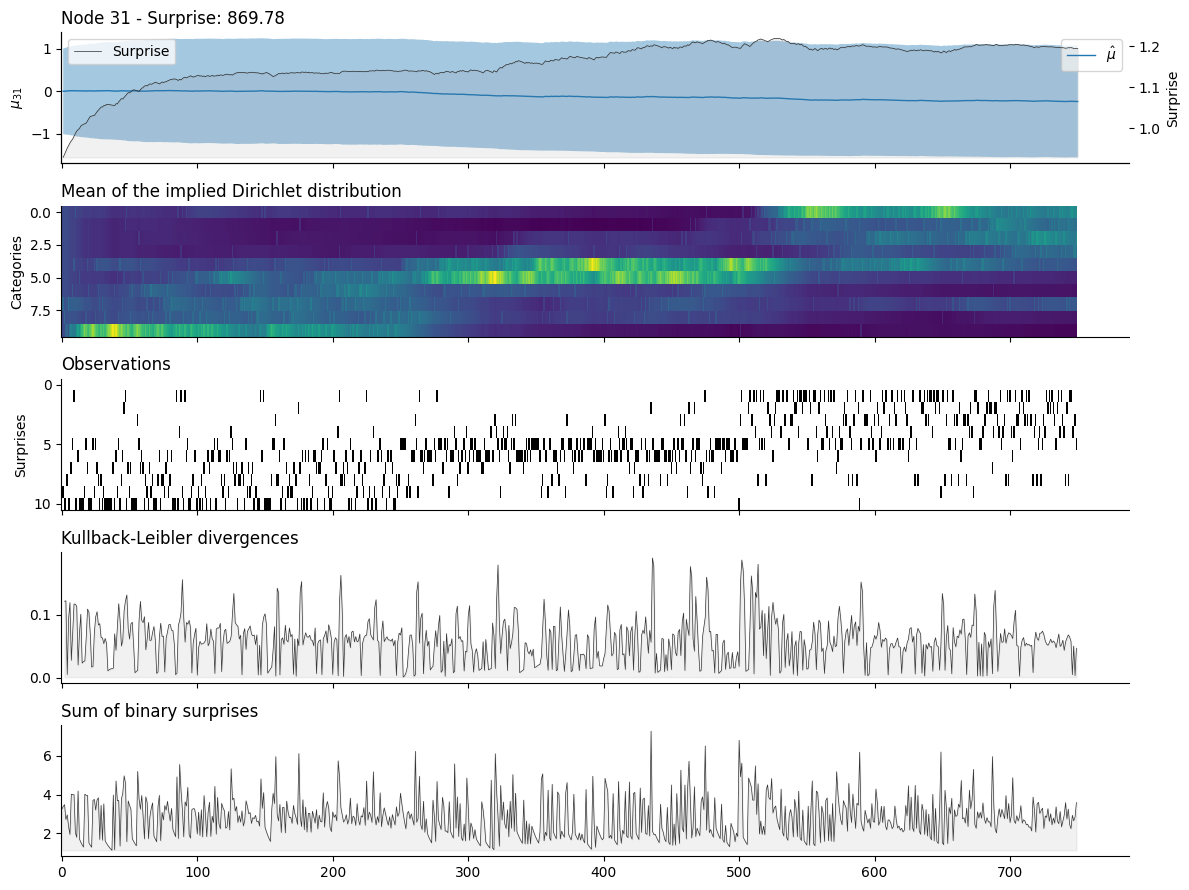 Node 31 - Surprise: 869.78
Surprise
μ̂
1
0
−1
μ31
1.2
1.1
1.0
Surprise
Mean of the implied Dirichlet distribution
0.0
2.5
5.0
7.5
Categories
Observations
0
5
10
Surprises
Kullback-Leibler divergences
0.1
0.0
Sum of binary surprises
6
4
2
0 100 200 300 400 500 600 700